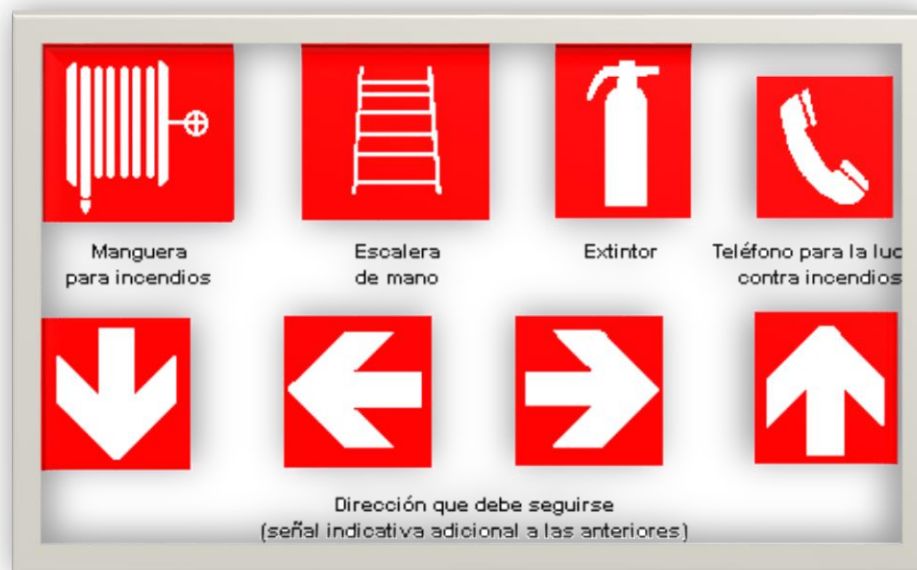 Manguera
para incendios
Escalera
de mano
Extintor
Teléfono para la luc
contra incendios
Dirección que debe seguirse
(señal indicativa adicional a las anteriores)